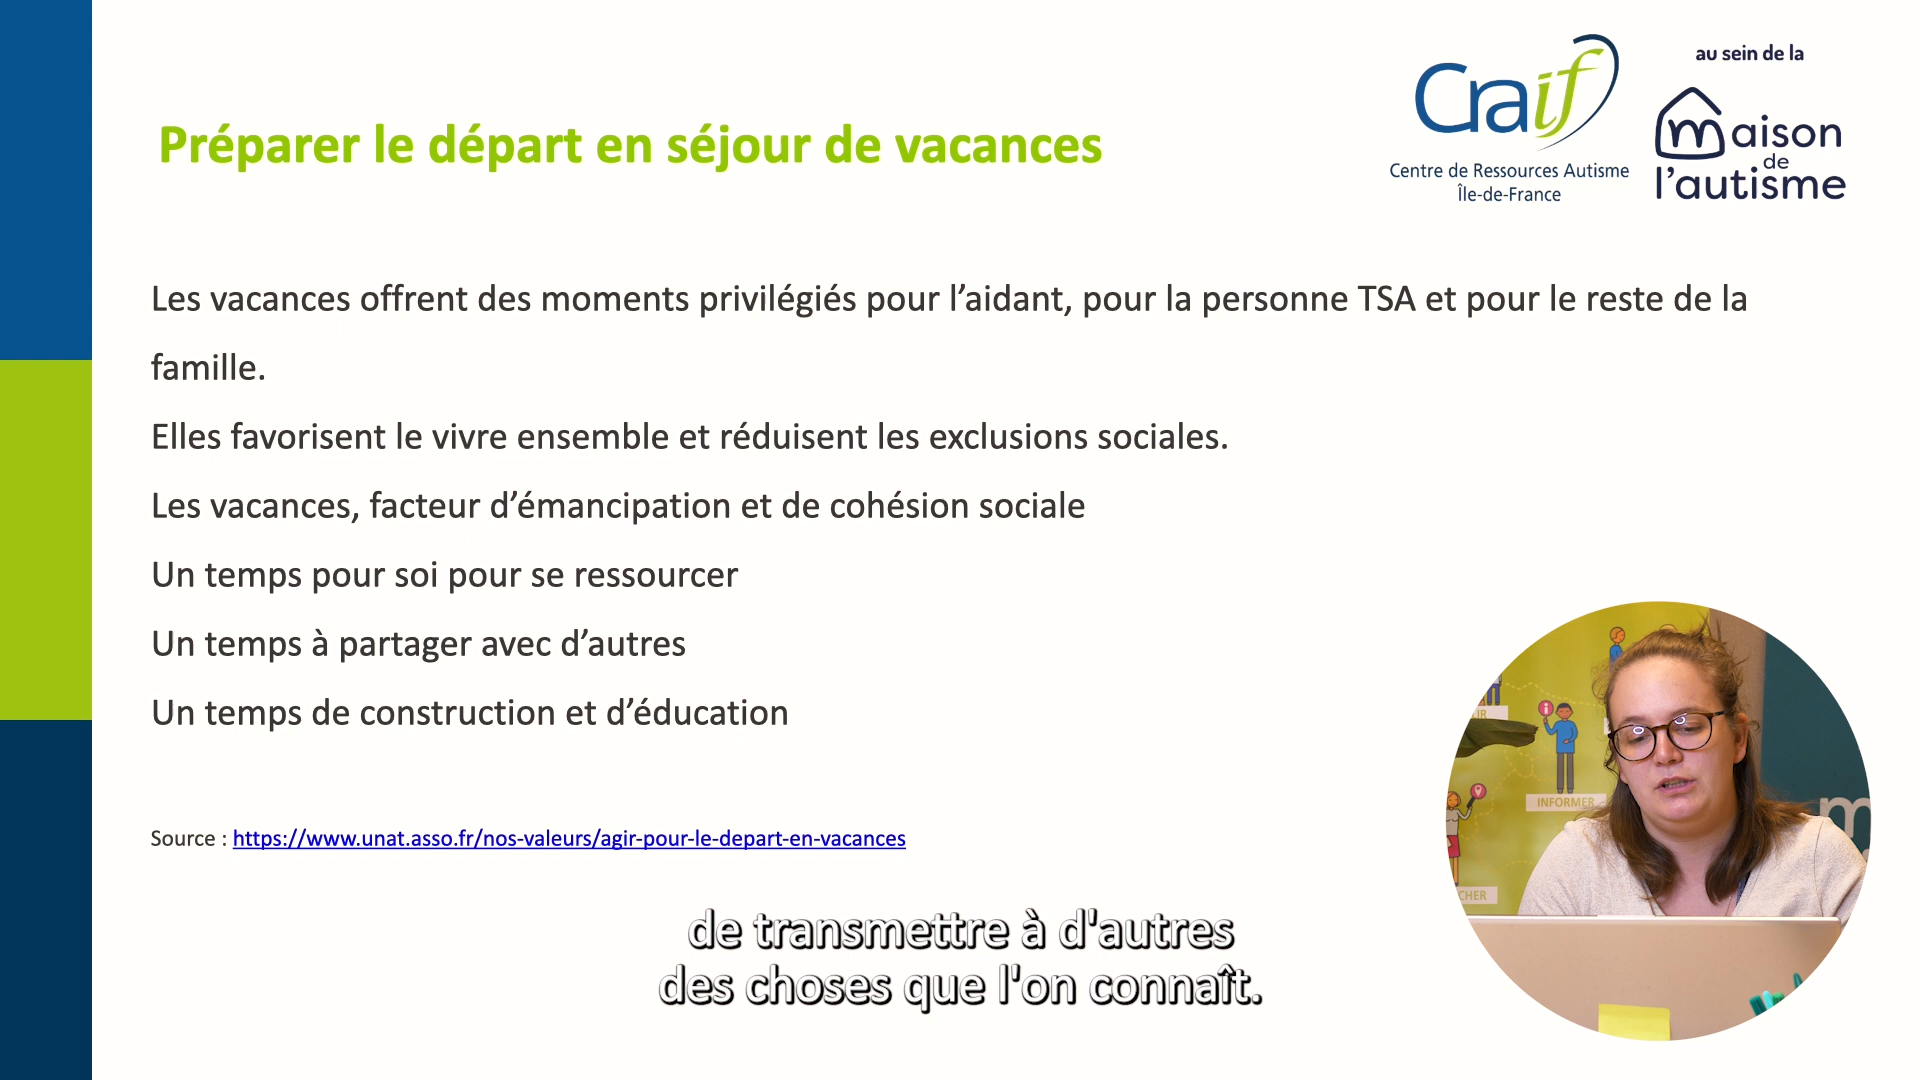 au sein de la
Craif
Centre de Ressources Autisme
Île-de-France
maison
de
l'autisme
Préparer le départ en séjour de vacances
Les vacances offrent des moments privilégiés pour l’aidant, pour la personne TSA et pour le reste de la
famille.
Elles favorisent le vivre ensemble et réduisent les exclusions sociales.
Les vacances, facteur d’émancipation et de cohésion sociale
Un temps pour soi pour se ressourcer
Un temps à partager avec d’autres
Un temps de construction et d’éducation
Source : https://www.unat.asso.fr/nos-valeurs/agir-pour-le-depart-en-vacances
INFORMER
CHER
de transmettre à d'autres
des choses que l'on connaît.